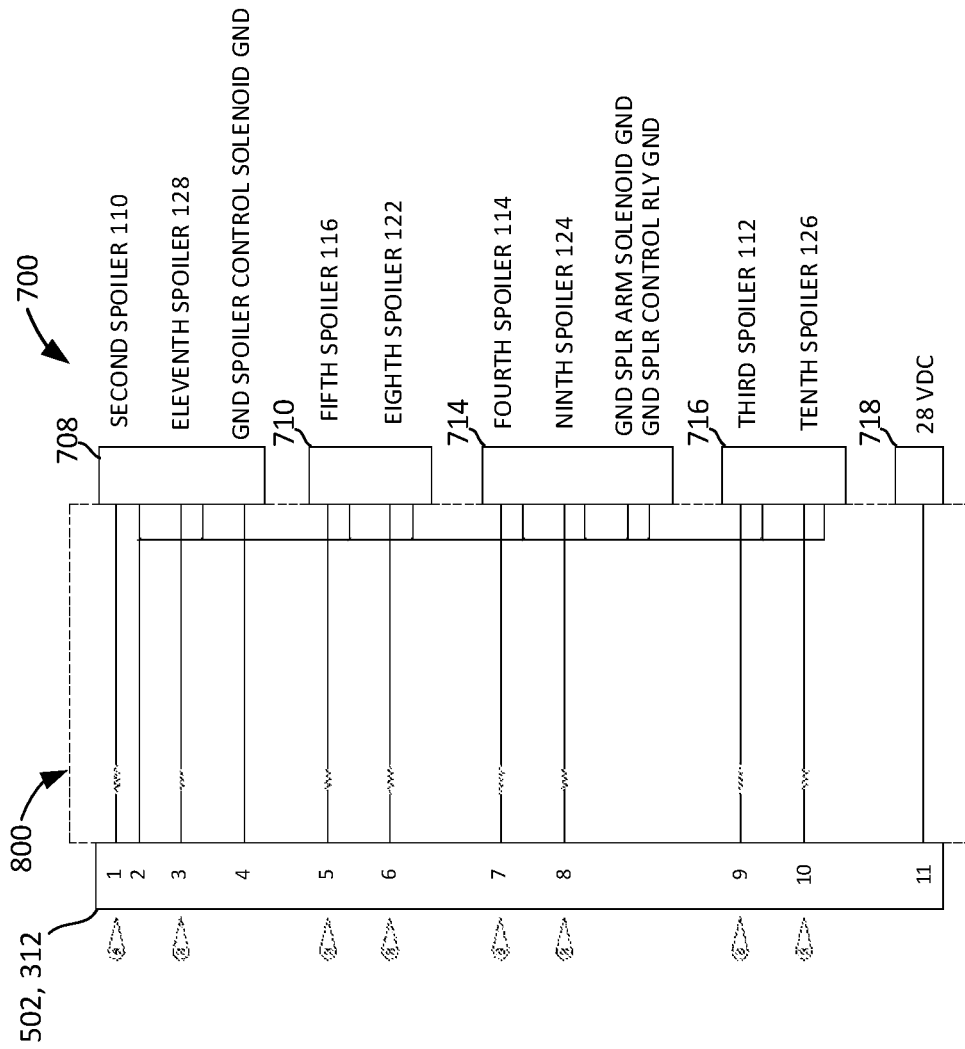 700
800
502, 312
708
SECOND SPOILER 110
ELEVENTH SPOILER 128
GND SPOILER CONTROL SOLENOID GND
710
FIFTH SPOILER 116
EIGHTH SPOILER 122
714
FOURTH SPOILER 114
NINTH SPOILER 124
GND SPLR ARM SOLENOID GND
GND SPLR CONTROL RLY GND
716
THIRD SPOILER 112
TENTH SPOILER 126
718
28 VDC
1
2
3
4
5
6
7
8
9
10
11